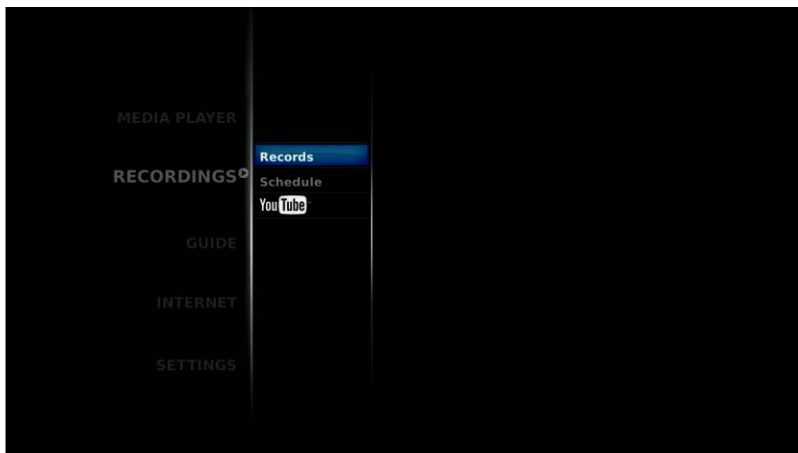 MEDIA PLAYER
RECORDINGS
GUIDE
INTERNET
SETTINGS
Records
Schedule
YouTube